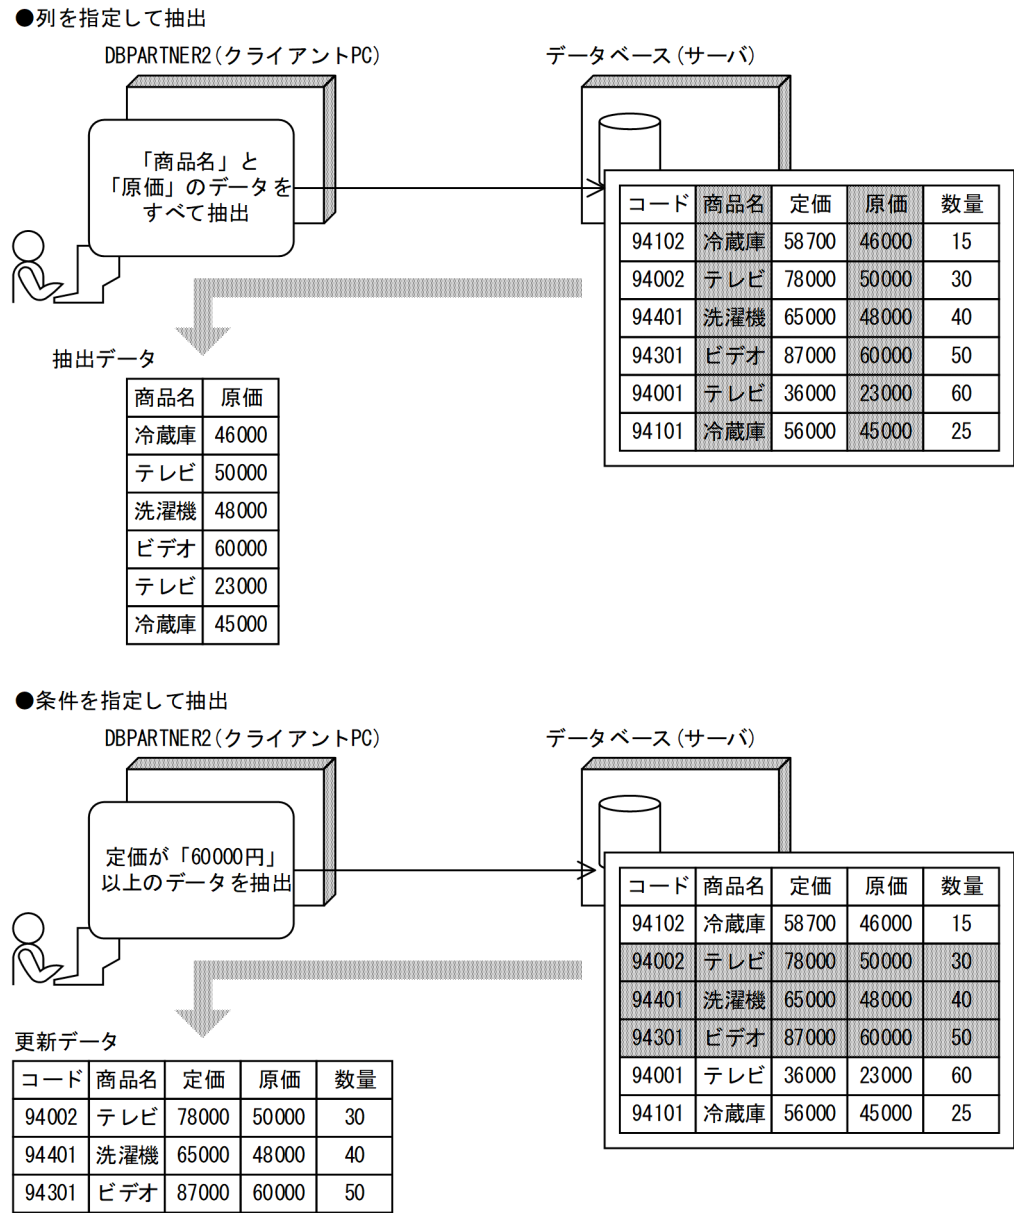 ●列を指定して抽出
DBPARTNER2(クライアントPC)
データベース(サーバ)
「商品名」と
「原価」のデータを
すべて抽出
コード 商品名 定価 原価 数量
94102 冷蔵庫 58700 46000 15
94002 テレビ 78000 50000 30
94401 洗濯機 65000 48000 40
94301 ビデオ 87000 60000 50
94001 テレビ 36000 23000 60
94101 冷蔵庫 56000 45000 25
抽出データ
商品名 原価
冷蔵庫 46000
テレビ 50000
洗濯機 48000
ビデオ 60000
テレビ 23000
冷蔵庫 45000
●条件を指定して抽出
DBPARTNER2(クライアントPC)
データベース(サーバ)
定価が「60000円」
以上のデータを抽出
コード 商品名 定価 原価 数量
94102 冷蔵庫 58700 46000 15
94002 テレビ 78000 50000 30
94401 洗濯機 65000 48000 40
94301 ビデオ 87000 60000 50
94001 テレビ 36000 23000 60
94101 冷蔵庫 56000 45000 25
更新データ
コード 商品名 定価 原価 数量
94002 テレビ 78000 50000 30
94401 洗濯機 65000 48000 40
94301 ビデオ 87000 60000 50